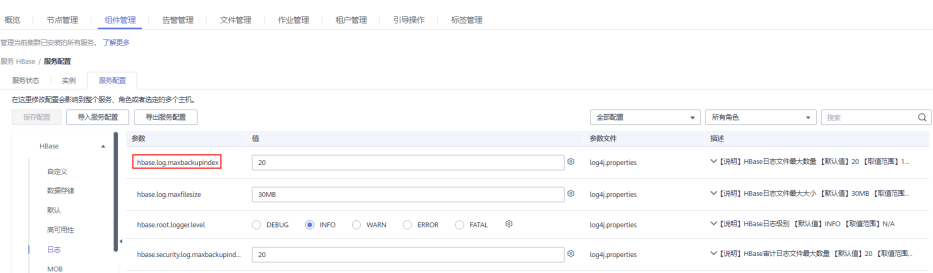 概览 节点管理 组件管理 告警管理 文件管理 作业管理 租户管理 引导操作 标签管理
管理当前集群已安装的所有服务。 了解更多
服务 HBase / 服务配置
服务状态 实例 服务配置
在这里修改配置会影响到整个服务、角色或者选定的多个主机。
保存配置 导入服务配置 导出服务配置 全部配置 所有角色 搜索
HBase
自定义
数据存储
默认
高可用性
日志
MOB
参数 值 参数文件 描述
hbase.log.maxbackupindex 20 log4j.properties 【说明】HBase日志文件最大数量 【默认值】20 【取值范围】1...
hbase.log.maxfilesize 30MB log4j.properties 【说明】HBase日志文件最大大小 【默认值】30MB 【取值范围...
hbase.root.logger.level DEBUG INFO WARN ERROR FATAL log4j.properties 【说明】HBase日志级别 【默认值】INFO 【取值范围】N/A
hbase.security.log.maxbackupind... 20 log4j.properties 【说明】HBase审计日志文件最大数量 【默认值】20 【取值范围...